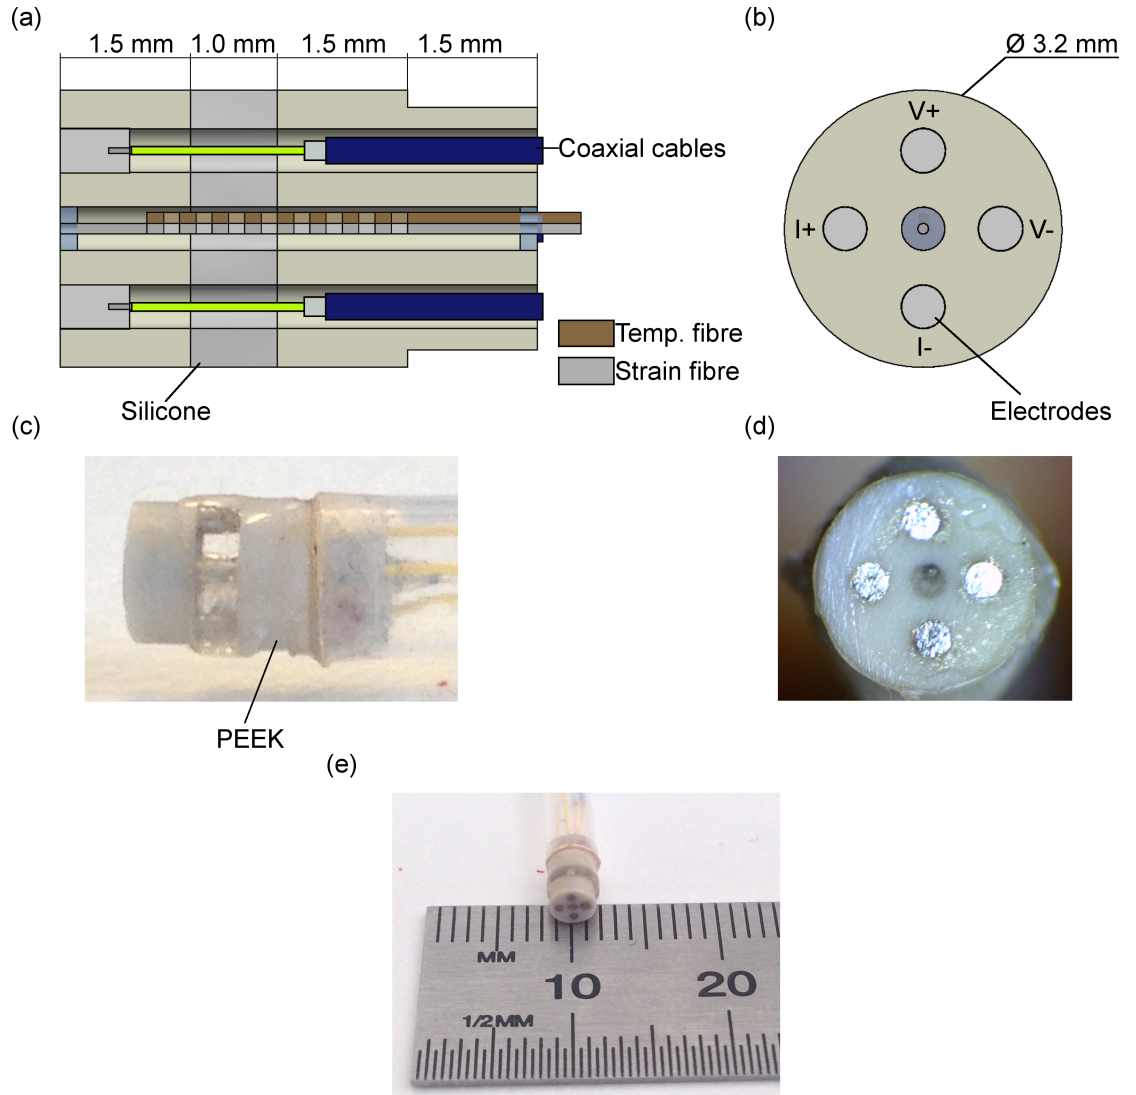 (a)
1.5 mm 1.0 mm 1.5 mm 1.5 mm
Coaxial cables
Temp. fibre
Strain fibre
Silicone
(b)
Ø 3.2 mm
V+
I+
V-
I-
Electrodes
(c)
PEEK
(d)
(e)
MM
10
20
1/2MM